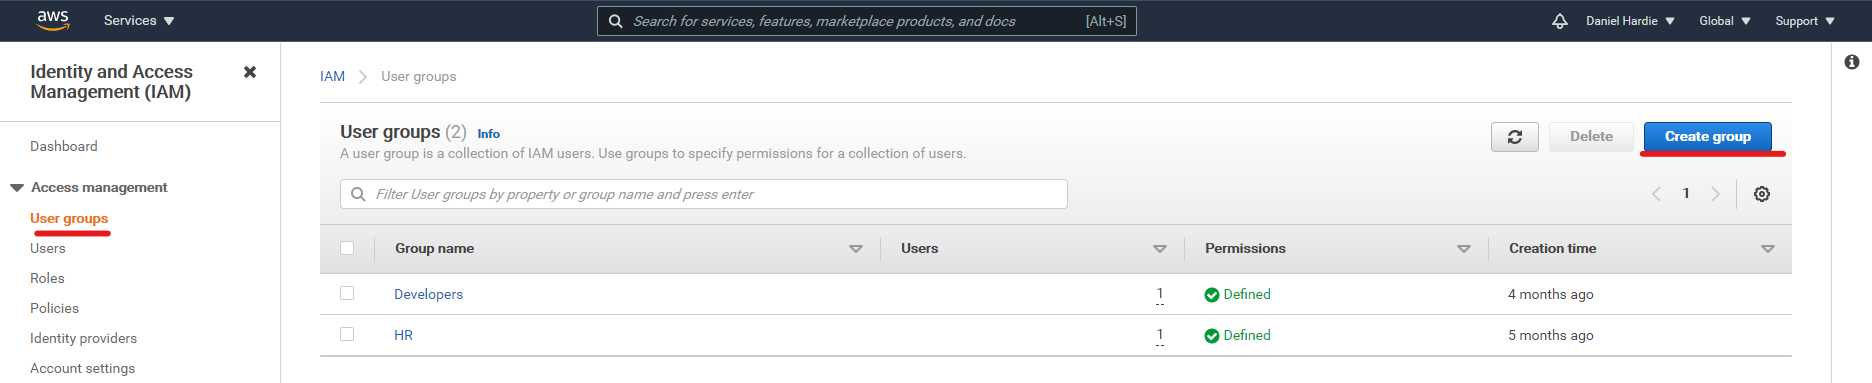 aws Services Search for services, features, marketplace products, and docs [Alt+S] Daniel Hardie Global Support
Identity and Access
Management (IAM)
Dashboard
Access management
User groups
Users
Roles
Policies
Identity providers
Account settings
IAM User groups
User groups (2) Info
A user group is a collection of IAM users. Use groups to specify permissions for a collection of users.
Delete Create group
Filter User groups by property or group name and press enter
1
Group name Users Permissions Creation time
Developers 1 Defined 4 months ago
HR 1 Defined 5 months ago